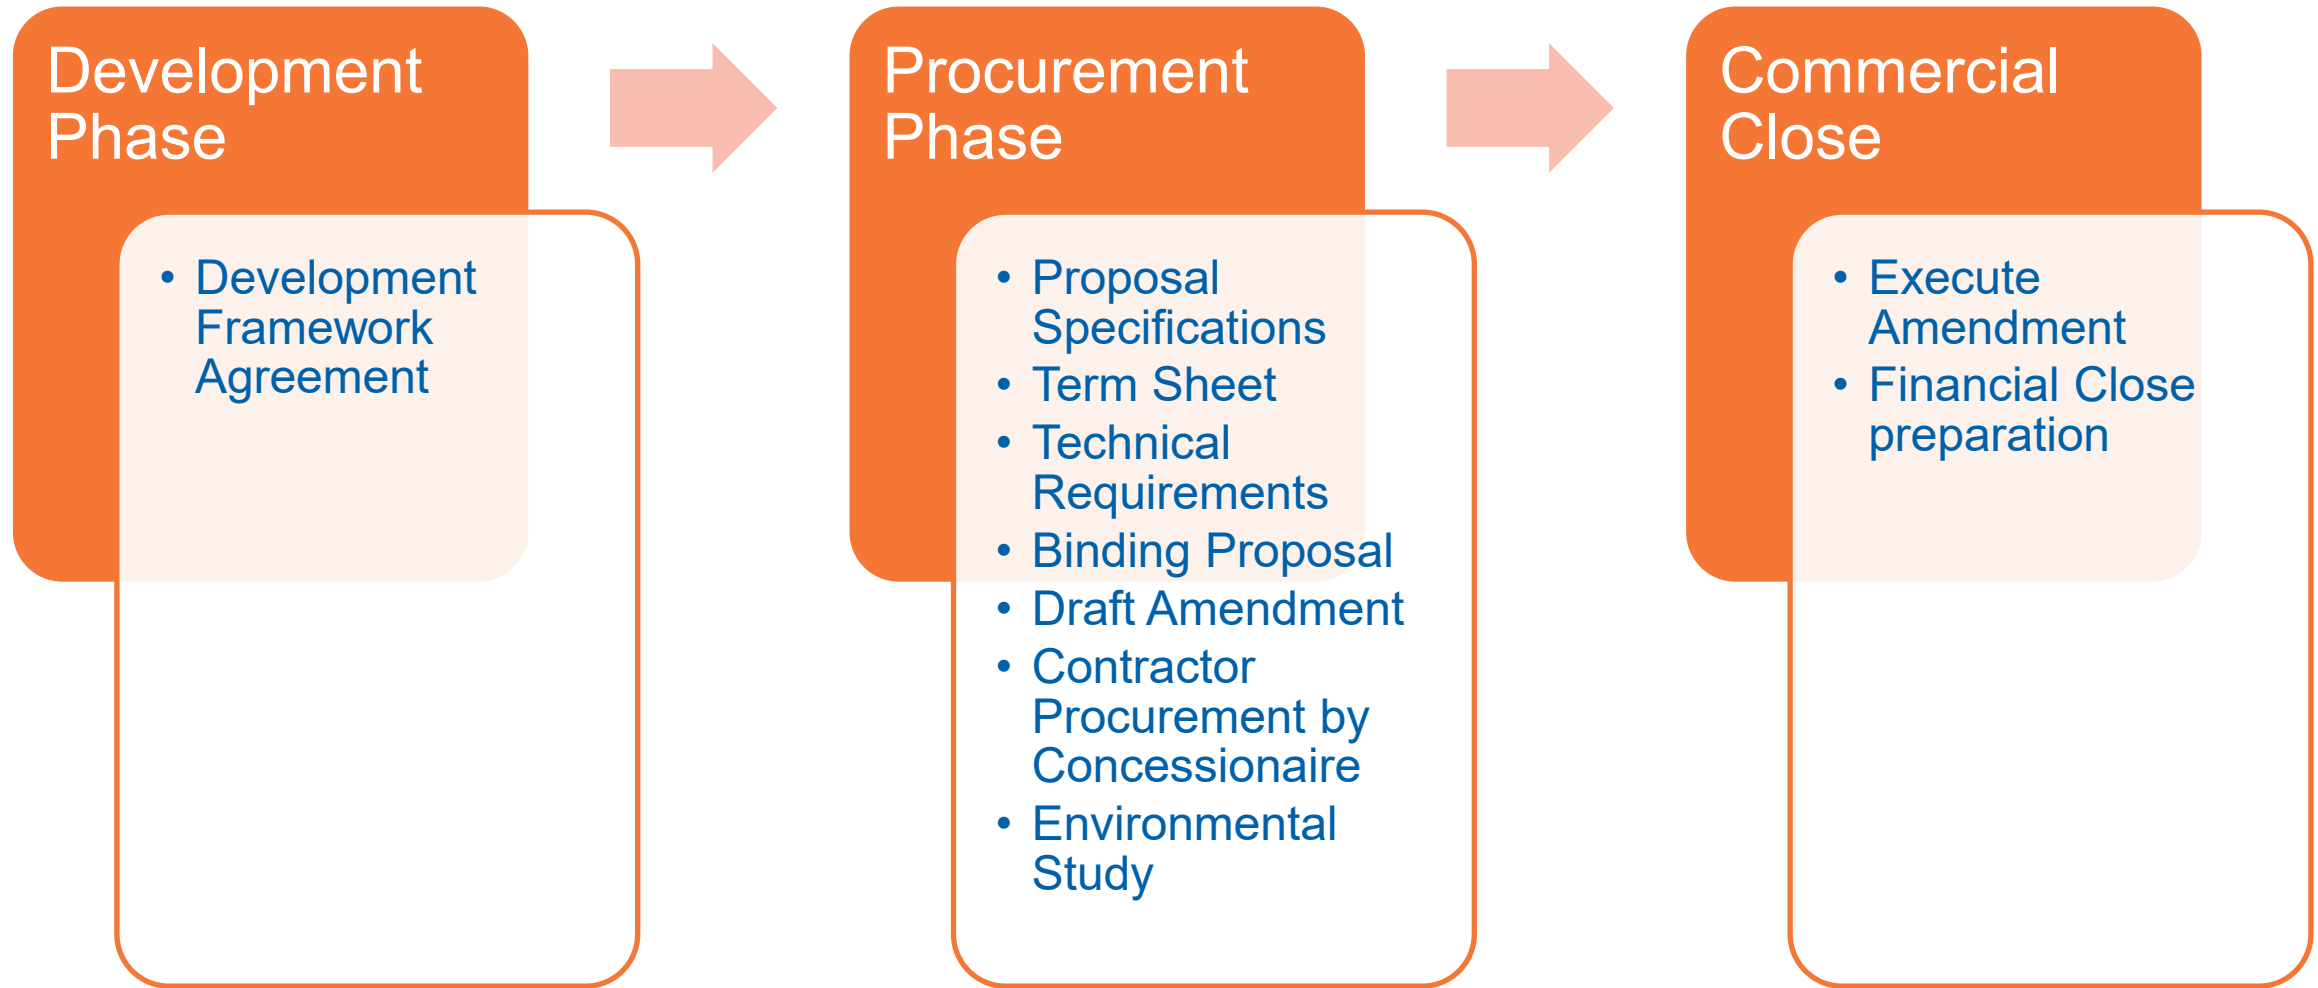 Development
Phase
• Development
Framework
Agreement
Procurement
Phase
• Proposal
Specifications
• Term Sheet
• Technical
Requirements
• Binding Proposal
• Draft Amendment
• Contractor
Procurement by
Concessionaire
• Environmental
Study
Commercial
Close
• Execute
Amendment
• Financial Close
preparation